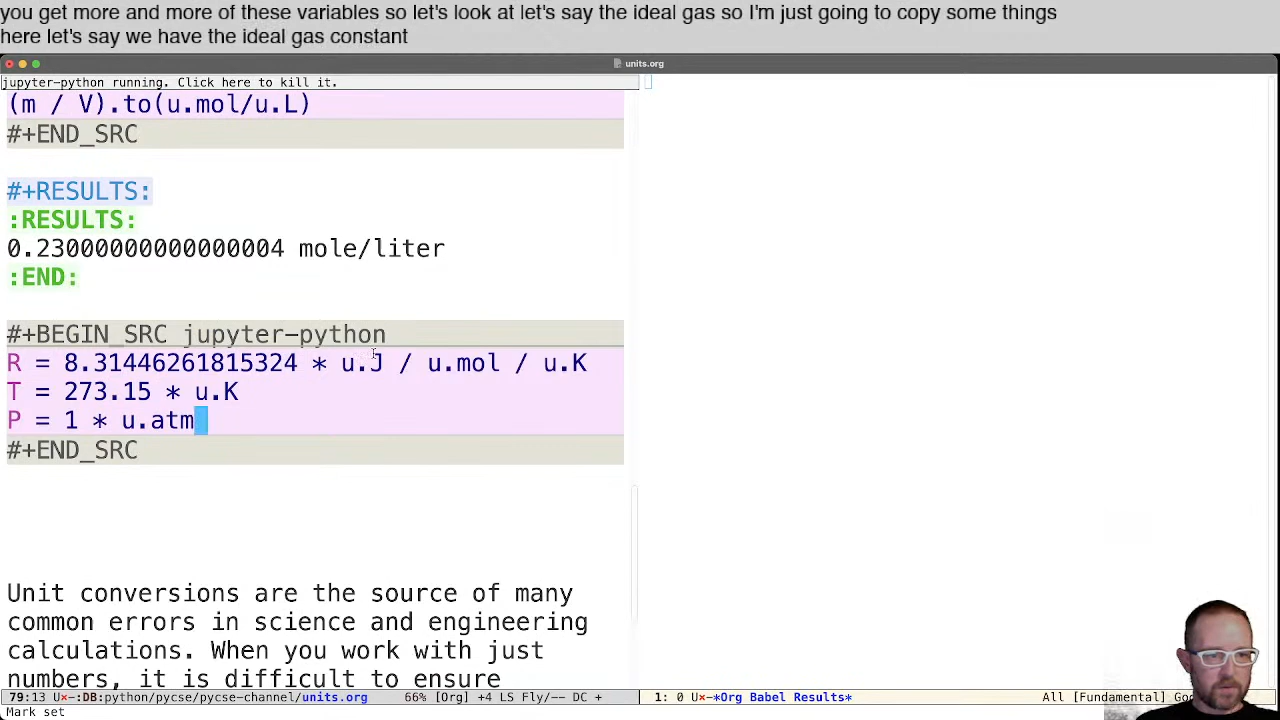 you get more and more of these variables so let's look at let's say the ideal gas so I'm just going to copy some things
here let's say we have the ideal gas constant
units.org
jupyter-python running. Click here to kill it.
(m / V).to(u.mol/u.L)
#+END_SRC
#+RESULTS:
:RESULTS:
0.23000000000000004 mole/liter
:END:
#+BEGIN_SRC jupyter-python
R = 8.31446261815324 * u.J / u.mol / u.K
T = 273.15 * u.K
P = 1 * u.atm
#+END_SRC
Unit conversions are the source of many
common errors in science and engineering
calculations. When you work with just
numbers, it is difficult to ensure
79:13 U×-:DB:python/pycse/pycse-channel/units.org 66% [Org] +4 LS Fly/-- DC +
1: 0 U×-*Org Babel Results* All [Fundamental]
Mark set